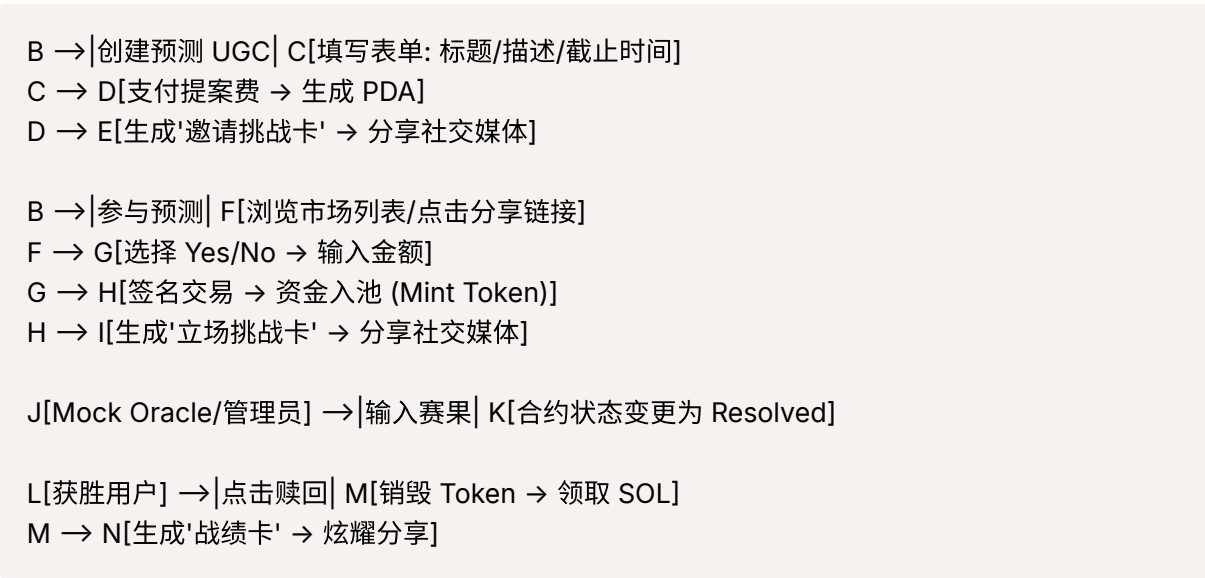 B —>|创建预测 UGC| C[填写表单: 标题/描述/截止时间]
C —> D[支付提案费 → 生成 PDA]
D —> E[生成'邀请挑战卡' → 分享社交媒体]
B —>|参与预测| F[浏览市场列表/点击分享链接]
F —> G[选择 Yes/No → 输入金额]
G —> H[签名交易 → 资金入池 (Mint Token)]
H —> I[生成'立场挑战卡' → 分享社交媒体]
J[Mock Oracle/管理员] —>|输入赛果| K[合约状态变更为 Resolved]
L[获胜用户] —>|点击赎回| M[销毁 Token → 领取 SOL]
M —> N[生成'战绩卡' → 炫耀分享]